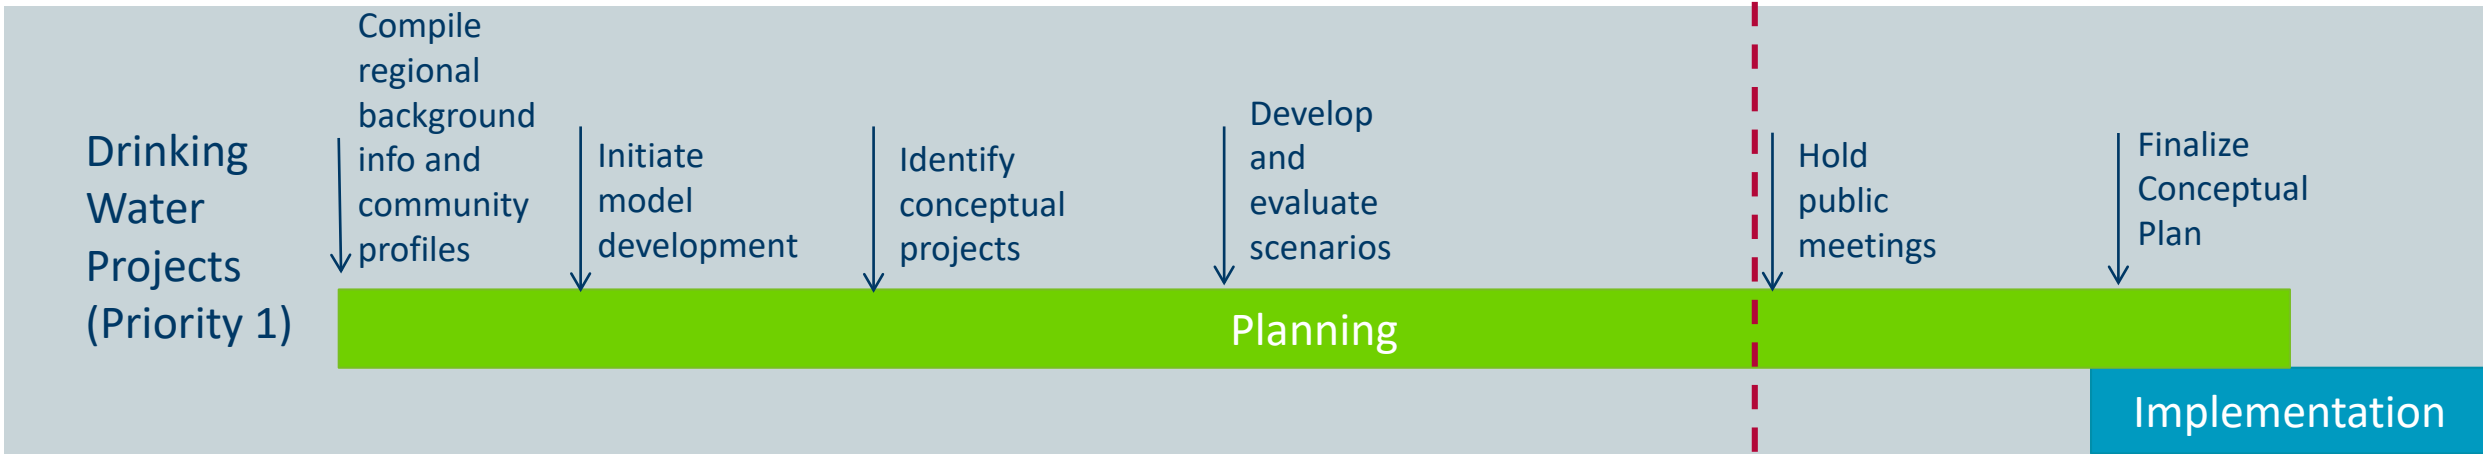 Drinking
Water
Projects
(Priority 1)
Compile
regional
background
info and
community
profiles
Initiate
model
development
Identify
conceptual
projects
Develop
and
evaluate
scenarios
Hold
public
meetings
Finalize
Conceptual
Plan
Planning
Implementation